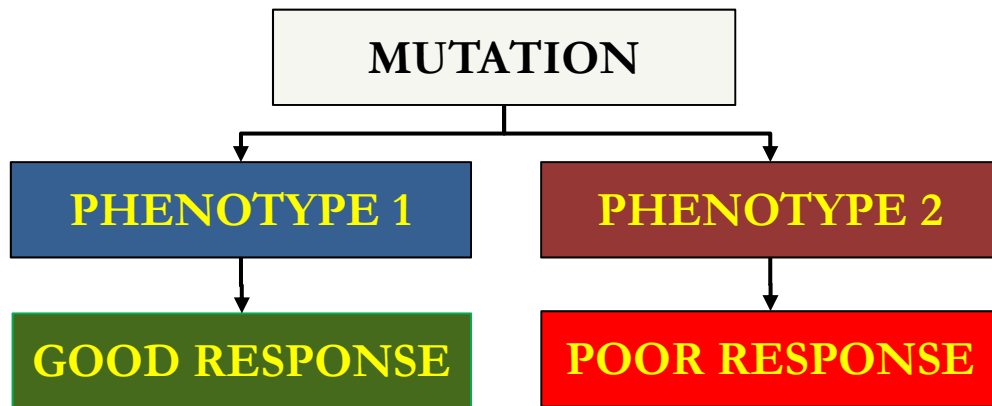 MUTATION
PHENOTYPE 1
PHENOTYPE 2
GOOD RESPONSE
POOR RESPONSE